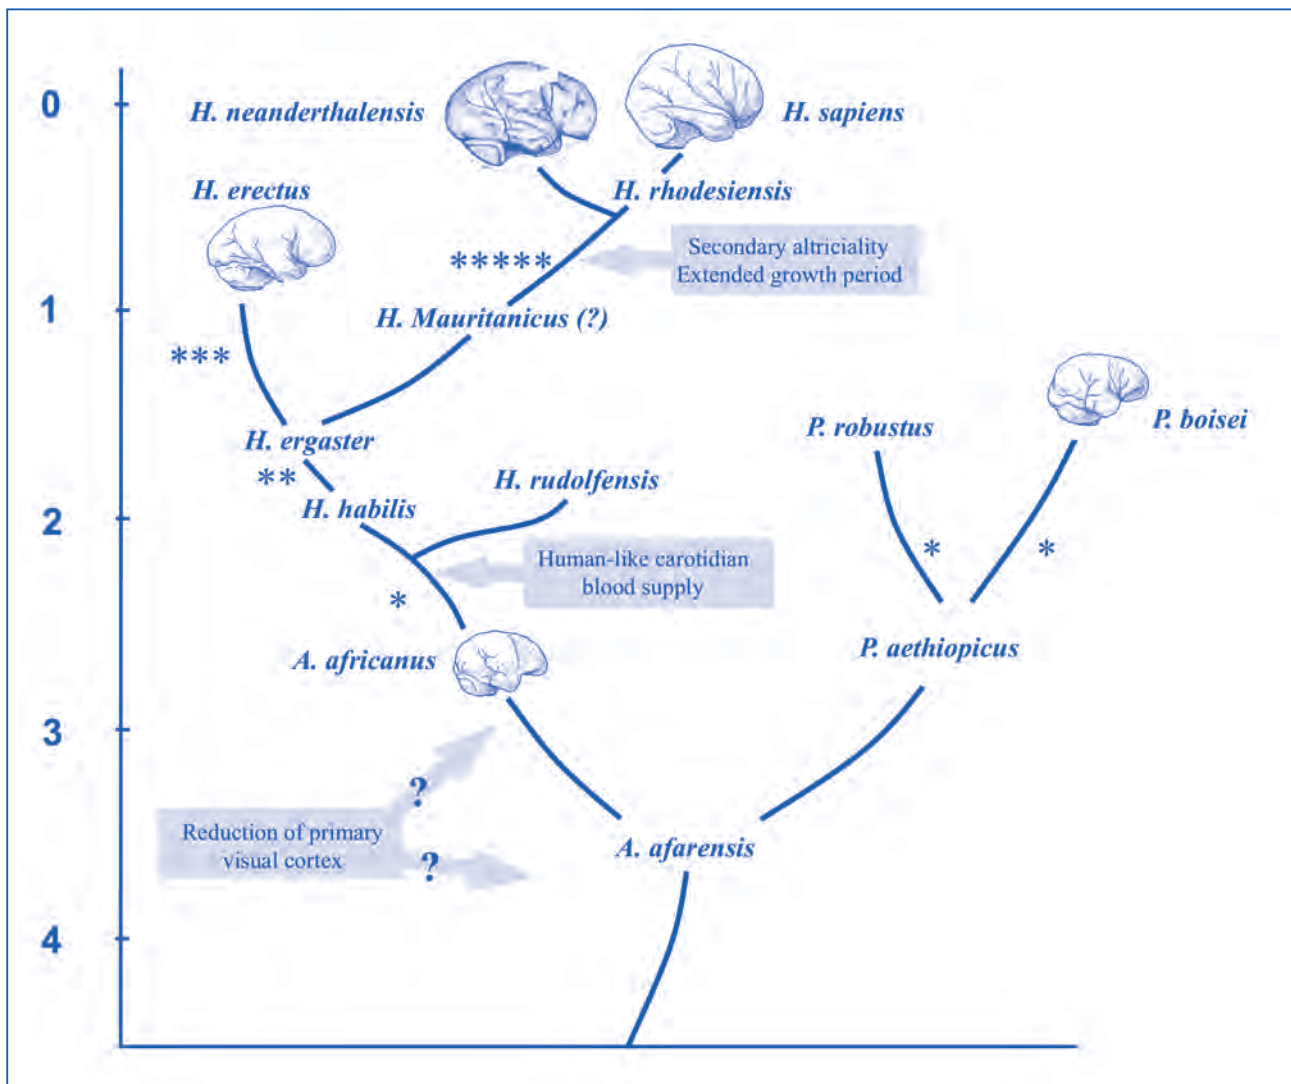 0
H. neanderthalensis
H. sapiens
H. erectus
H. rhodesiensis
*****
Secondary altriciality
Extended growth period
1
H. Mauritanicus (?)
***
P. robustus
P. boisei
H. ergaster
**
H. rudolfensis
H. habilis
2
*
*
Human-like carotidian
blood supply
*
A. africanus
P. aethiopicus
3
?
Reduction of primary
visual cortex
?
A. afarensis
4